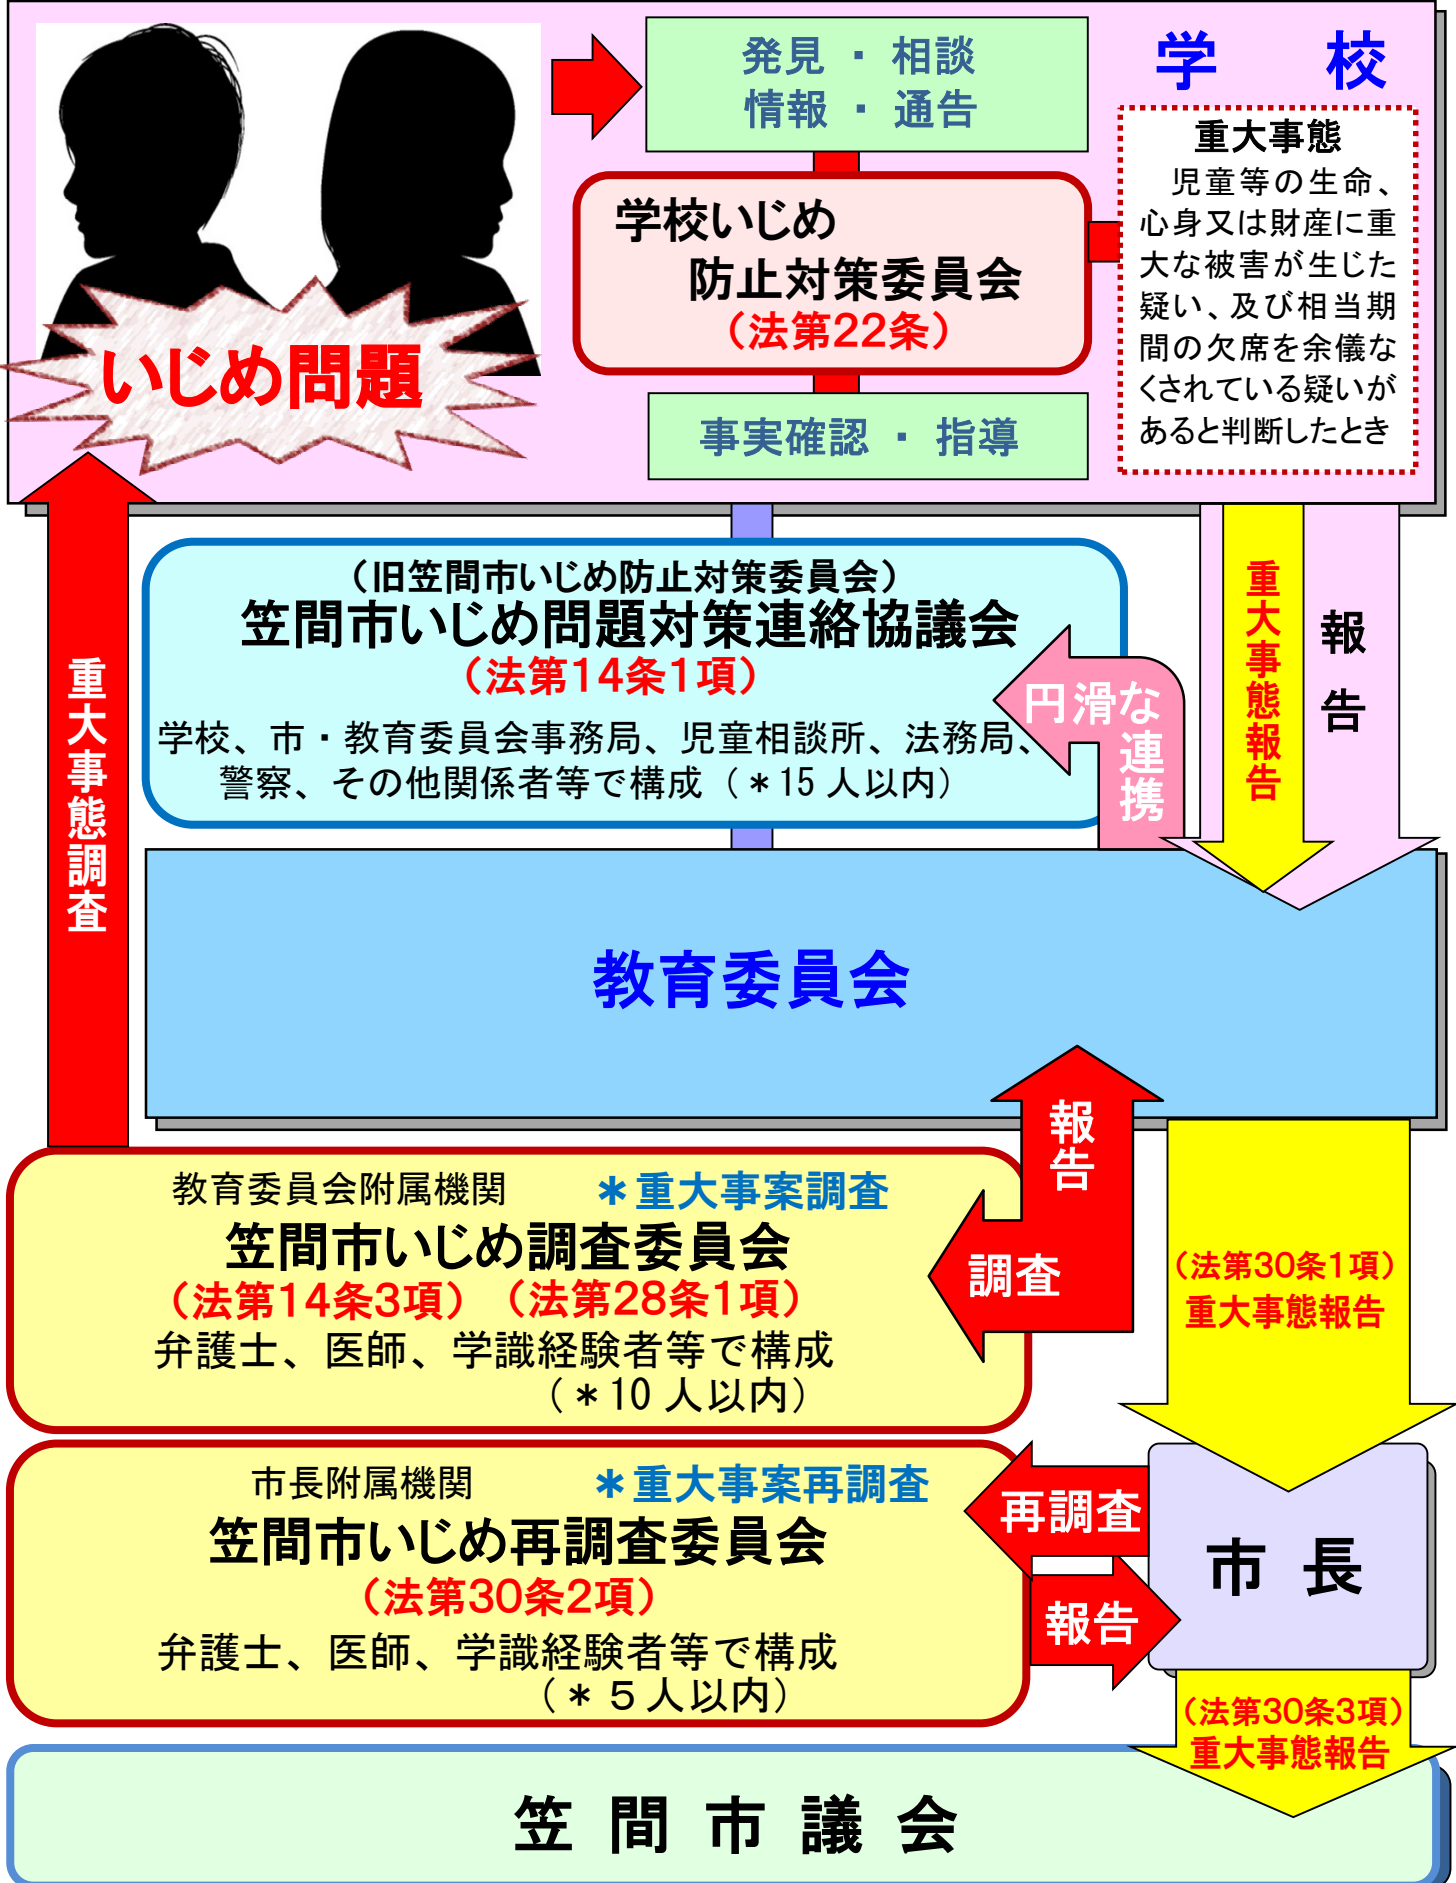 学　校
発見 ・ 相談
情報 ・ 通告
学校いじめ
防止対策委員会
（法第22条）
事実確認 ・ 指導
いじめ問題
重大事態
児童等の生命、
心身又は財産に重
大な被害が生じた
疑い、及び相当期
間の欠席を余儀な
くされている疑いが
あると判断したとき
重大事態調査
（旧笠間市いじめ防止対策委員会）
笠間市いじめ問題対策連絡協議会
（法第14条1項）
学校、市・教育委員会事務局、児童相談所、法務局、
警察、その他関係者等で構成（＊15 人以内）
円滑な
連携
重大事態報告
報告
教育委員会
報告
調査
教育委員会附属機関　＊重大事案調査
笠間市いじめ調査委員会
（法第14条3項）（法第28条1項）
弁護士、医師、学識経験者等で構成
（＊10 人以内）
（法第30条1項）
重大事態報告
市長附属機関　＊重大事案再調査
笠間市いじめ再調査委員会
（法第30条2項）
弁護士、医師、学識経験者等で構成
（＊５人以内）
再調査
報告
市 長
（法第30条3項）
重大事態報告
笠 間 市 議 会